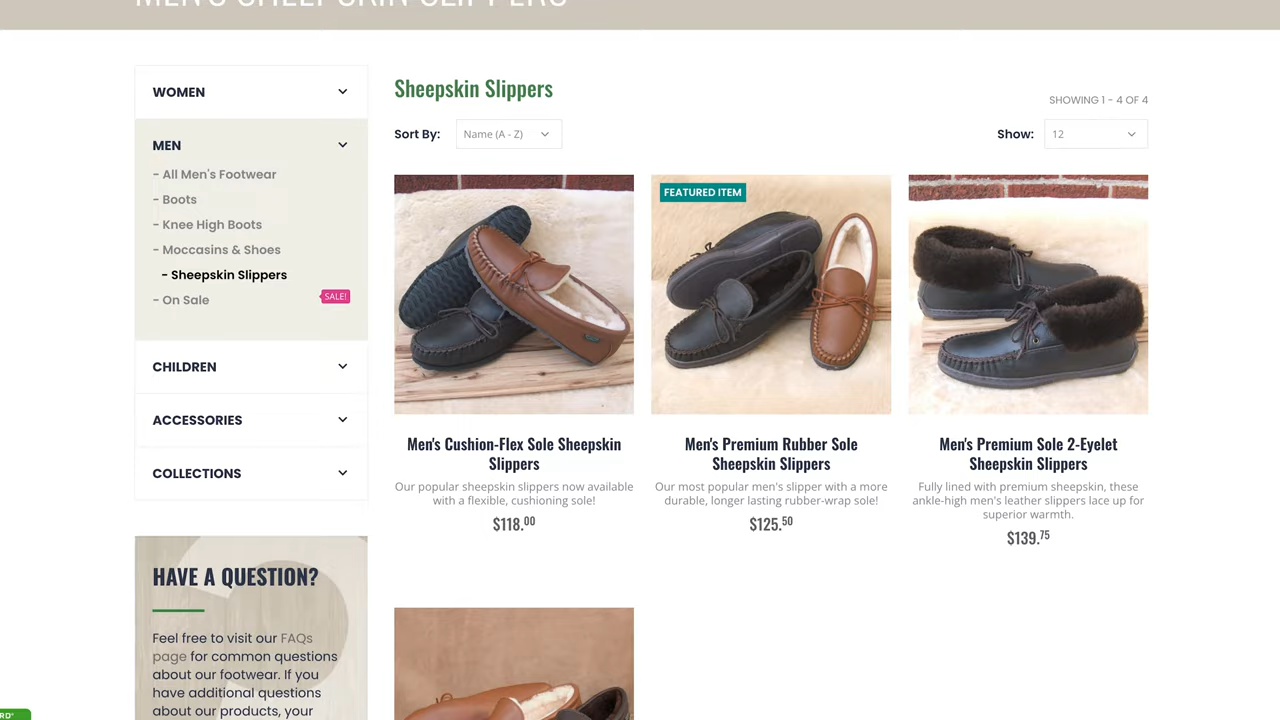 MEN'S SHEEPSKIN SLIPPERS
WOMEN
MEN
- All Men's Footwear
- Boots
- Knee High Boots
- Moccasins & Shoes
- Sheepskin Slippers
- On Sale
SALE!
CHILDREN
ACCESSORIES
COLLECTIONS
HAVE A QUESTION?
Feel free to visit our FAQs
page for common questions
about our footwear. If you
have additional questions
about our products, your
Sheepskin Slippers
SHOWING 1 - 4 OF 4
Sort By: Name (A - Z)
Show: 12
Men's Cushion-Flex Sole Sheepskin
Slippers
Our popular sheepskin slippers now available
with a flexible, cushioning sole!
$118.00
FEATURED ITEM
Men's Premium Rubber Sole
Sheepskin Slippers
Our most popular men's slipper with a more
durable, longer lasting rubber-wrap sole!
$125.50
Men's Premium Sole 2-Eyelet
Sheepskin Slippers
Fully lined with premium sheepskin, these
ankle-high men's leather slippers lace up for
superior warmth.
$139.75